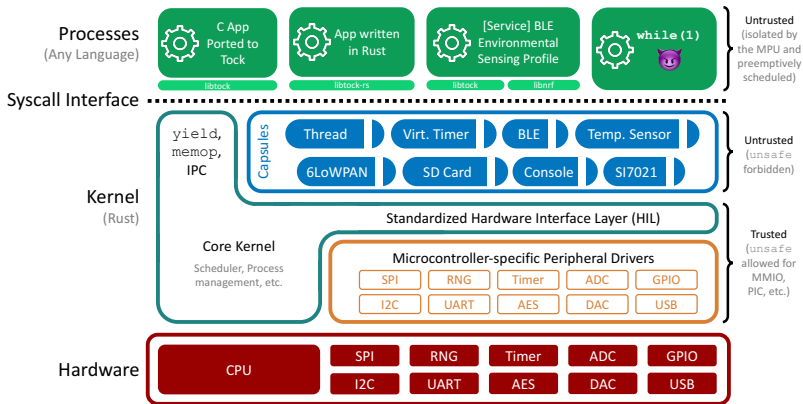 Processes
(Any Language)
C App
Ported to
Tock
App written
in Rust
[Service] BLE
Environmental
Sensing Profile
while(1)
Untrusted
(isolated by
the MPU and
preemptively
scheduled)
libtock
libtock-rs
libtock
libnrf
Syscall Interface
yield,
memop,
IPC
Capsules
Thread
Virt. Timer
BLE
Temp. Sensor
6LoWPAN
SD Card
Console
SI7021
Untrusted
(unsafe
forbidden)
Kernel
(Rust)
Standardized Hardware Interface Layer (HIL)
Core Kernel
Scheduler, Process
management, etc.
Microcontroller-specific Peripheral Drivers
SPI
RNG
Timer
ADC
GPIO
I2C
UART
AES
DAC
USB
Trusted
(unsafe
allowed for
MMIO,
PIC, etc.)
Hardware
CPU
SPI
RNG
Timer
ADC
GPIO
I2C
UART
AES
DAC
USB